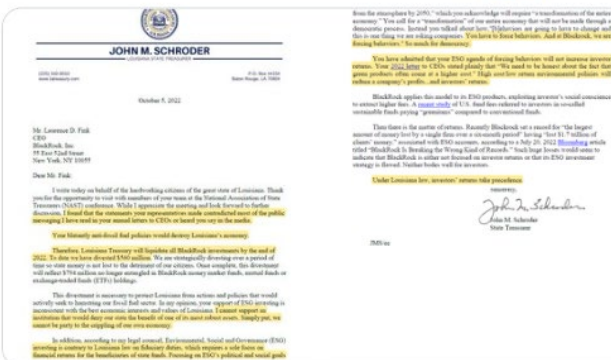 JOHN M. SCHRODER
LOUISIANA STATE TREASURER
October 5, 2022
Mr. Laurence D. Fink
CEO
BlackRock, Inc.
55 East 52nd Street
New York, NY 10055
Dear Mr. Fink:
I write today on behalf of the hardworking citizens of the great state of Louisiana. Thank
you for the opportunity to visit with members of your team at the National Association of State
Treasurers (NAST) conference. While I appreciate the meeting and look forward to further
discussion, I found that the statements your representatives made contradicted most of the public
messaging I have read in your annual letters to CEOs or heard you say in the media.
Your blatantly anti-fossil fuel policies would destroy Louisiana's economy.
Therefore, Louisiana Treasury will liquidate all BlackRock investments by the end of
2022. To date we have divested $560 million. We are strategically divesting over a period of
time so state money is not lost to the detriment of our citizens. Once complete, this divestment
will reflect $794 million no longer entangled in BlackRock money market funds, mutual funds or
exchange-traded funds (ETFs) holdings.
This divestment is necessary to protect Louisiana from actions and policies that would
actively seek to hamstring our fossil fuel sector. In my opinion, your support of ESG investing is
inconsistent with the best economic interests and values of Louisiana. I cannot support an
institution that would deny our state the benefit of one of its most robust assets. Simply put, we
cannot be party to the crippling of our own economy.
In addition, according to my legal counsel, Environmental, Social and Governance (ESG)
investing is contrary to Louisiana law on fiduciary duties, which requires a sole focus on
financial returns for the beneficiaries of state funds. Focusing on ESG's political and social goals
from the atmosphere by 2050," which you acknowledge will require "a transformation of the entire
economy." You call for a "transformation" of our entire economy that will not be made through a
democratic process. Instead you talked about how, "[b]ehaviors are going to have to change and
this is one thing we are asking companies. You have to force behaviors. And at BlackRock, we are
forcing behaviors." So much for democracy.
You have admitted that your ESG agenda of forcing behaviors will not increase investor
returns. Your 2022 letter to CEOs stated plainly that "We need to be honest about the fact that
green products often come at a higher cost." High cost/low return environmental policies will
reduce a company's profits...and investors' returns.
BlackRock applies this model to its ESG products, exploiting investor's social conscience
to extract higher fees. A recent study of U.S. fund fees referred to investors in so-called
sustainable funds paying "greeniums" compared to conventional funds.
Then there is the matter of returns. Recently Blackrock set a record for "the largest
amount of money lost by a single firm over a six-month period" having "lost $1.7 trillion of
clients' money," associated with ESG accounts, according to a July 20, 2022 Bloomberg article
titled "BlackRock Is Breaking the Wrong Kind of Records." Such huge losses would seem to
indicate that BlackRock is either not focused on investor returns or that its ESG investment
strategy is flawed. Neither bodes well for investors.
Under Louisiana law, investors' returns take precedence.
John M. Schroder
John M. Schroder
State Treasurer